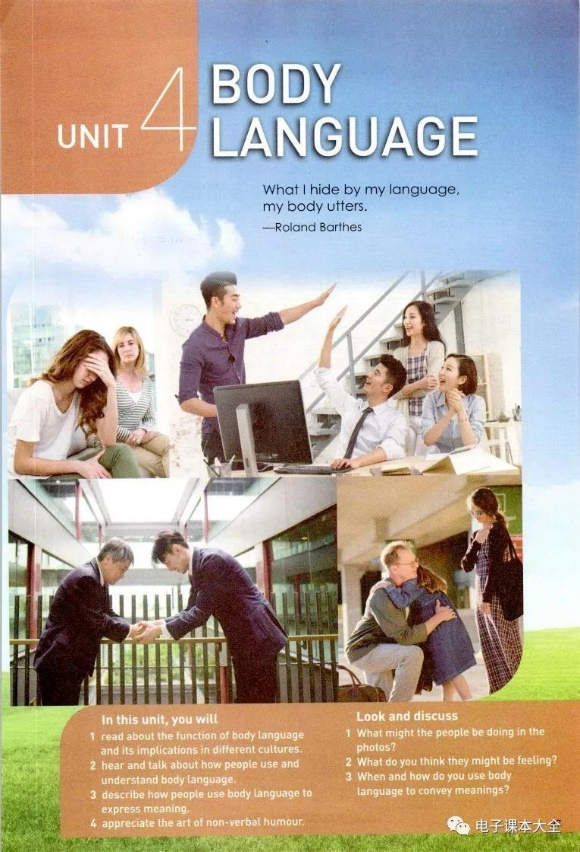 UNIT 4
BODY
LANGUAGE
What I hide by my language,
my body utters.
—Roland Barthes
In this unit, you will
1 read about the function of body language
and its implications in different cultures.
2 hear and talk about how people use and
understand body language.
3 describe how people use body language to
express meaning.
4 appreciate the art of non-verbal humour.
Look and discuss
1 What might the people be doing in the
photos?
2 What do you think they might be feeling?
3 When and how do you use body
language to convey meanings?
电子课本大全